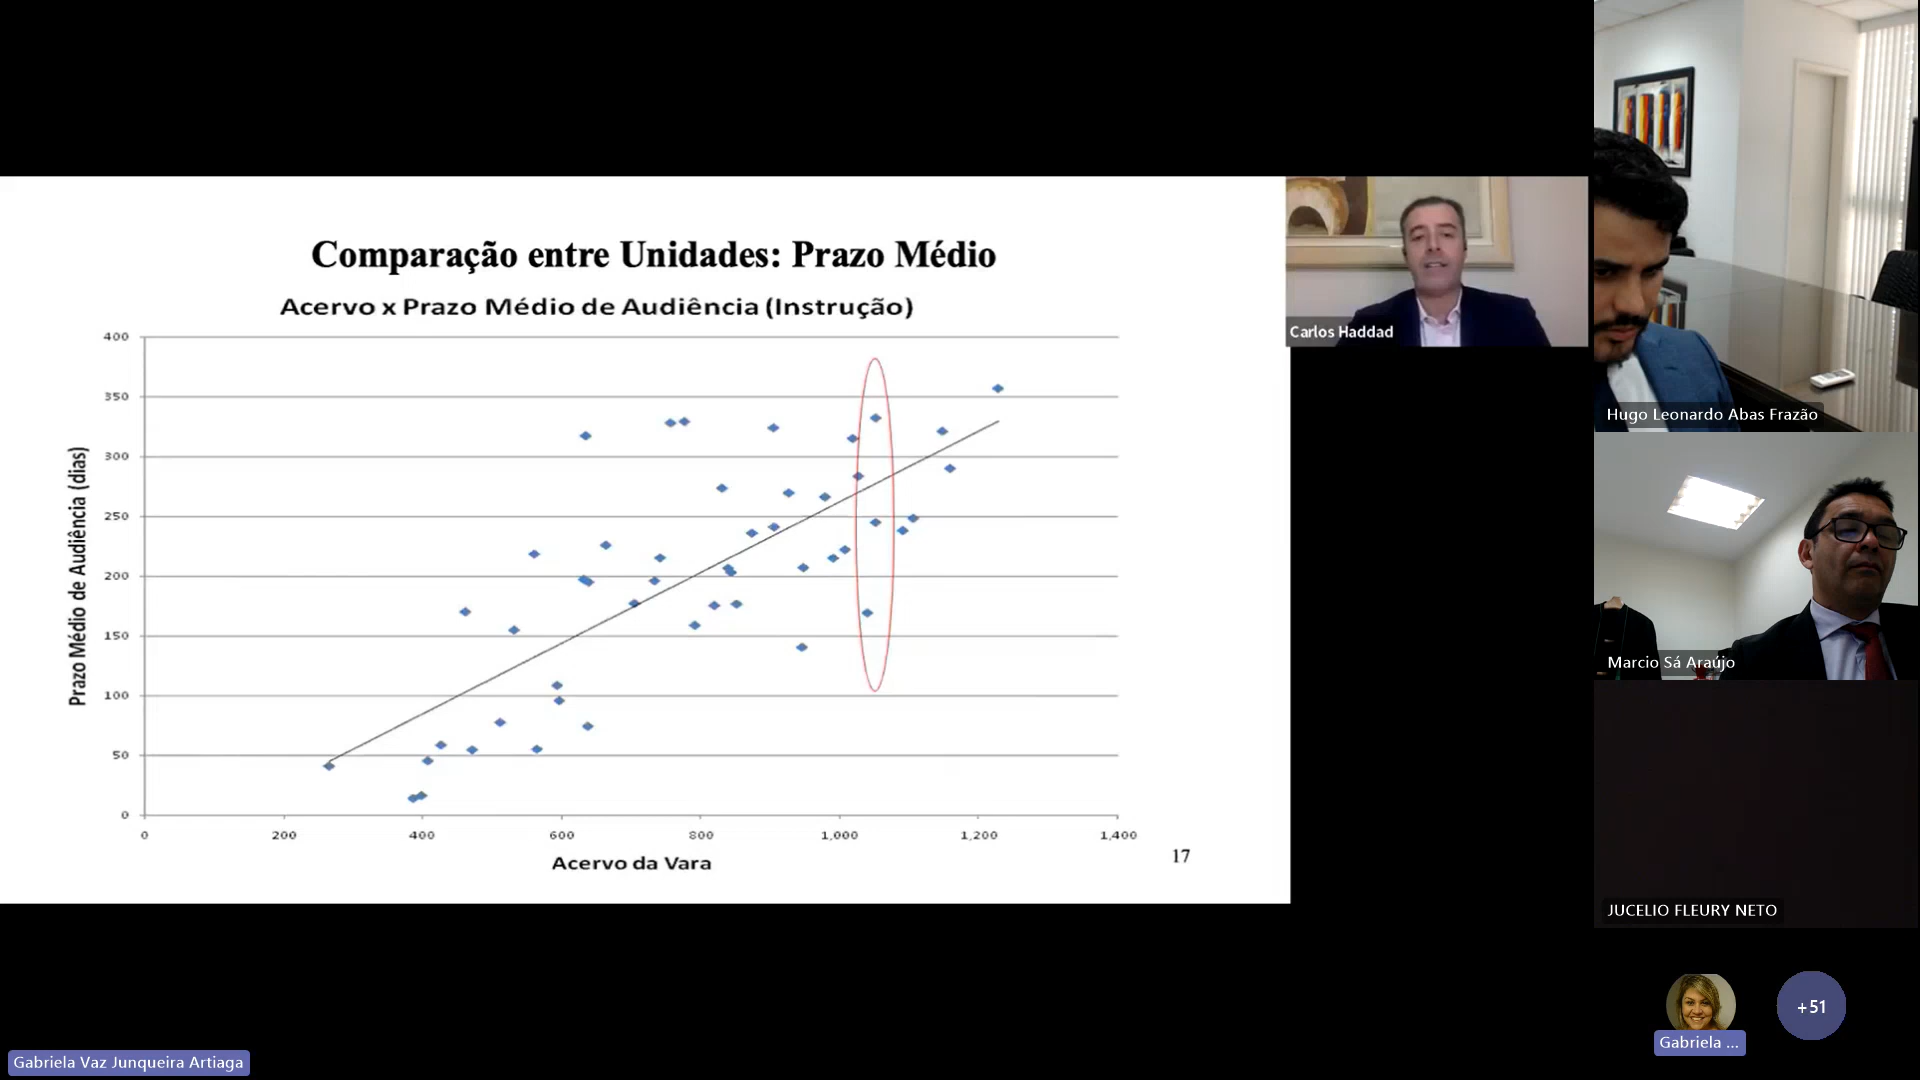 Comparação entre Unidades: Prazo Médio
Acervo x Prazo Médio de Audiência (Instrução)
Prazo Médio de Audiência (dias)
400
350
300
250
200
150
100
50
0
0 200 400 600 800 1,000 1,200 1,400
Acervo da Vara
17
Carlos Haddad
Hugo Leonardo Abas Frazão
Marcio Sá Araújo
JUCELIO FLEURY NETO
+51
Gabriela ...
Gabriela Vaz Junqueira Artiaga